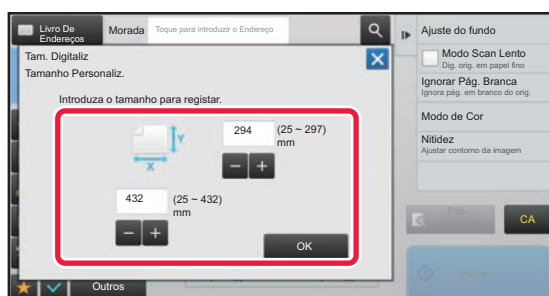 Livro De
Endereços
Morada
Toque para introduzir o Endereço
Tam. Digitaliz
Tamanho Personaliz.
Introduza o tamanho para registar.
Y
X
294
(25 ~ 297)
mm
432
(25 ~ 432)
mm
OK
Outros
Ajuste do fundo
Modo Scan Lento
Dig. orig. em papel fino
Ignorar Pág. Branca
Ignora pág. em branco do orig.
Modo de Cor
Nitidez
Ajustar contorno da imagem
CA